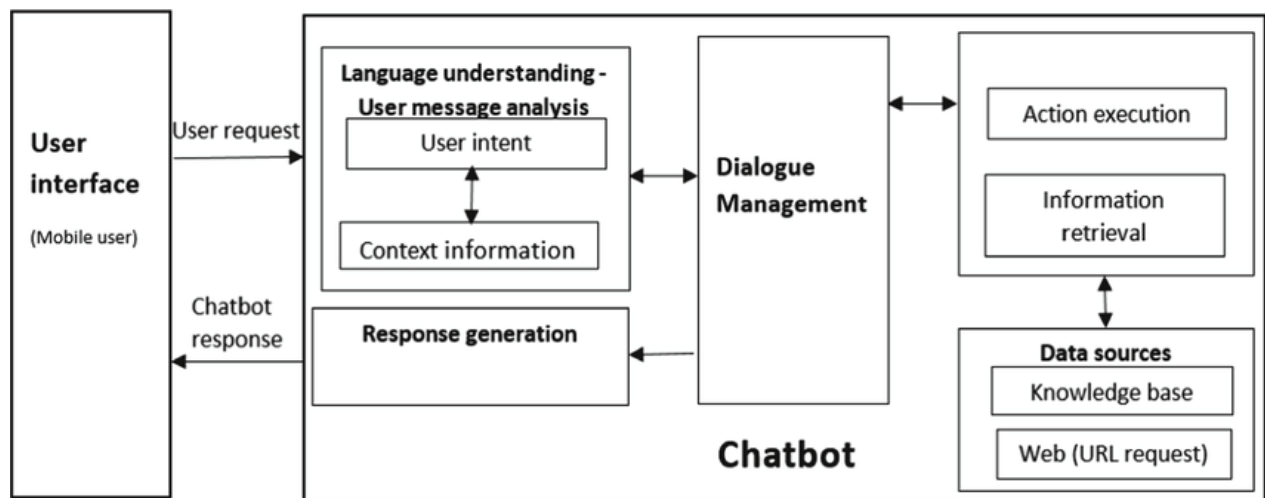 User
interface
(Mobile user)
User request
Chatbot
response
Language understanding -
User message analysis
User intent
Context information
Response generation
Dialogue
Management
Action execution
Information
retrieval
Data sources
Knowledge base
Web (URL request)
Chatbot